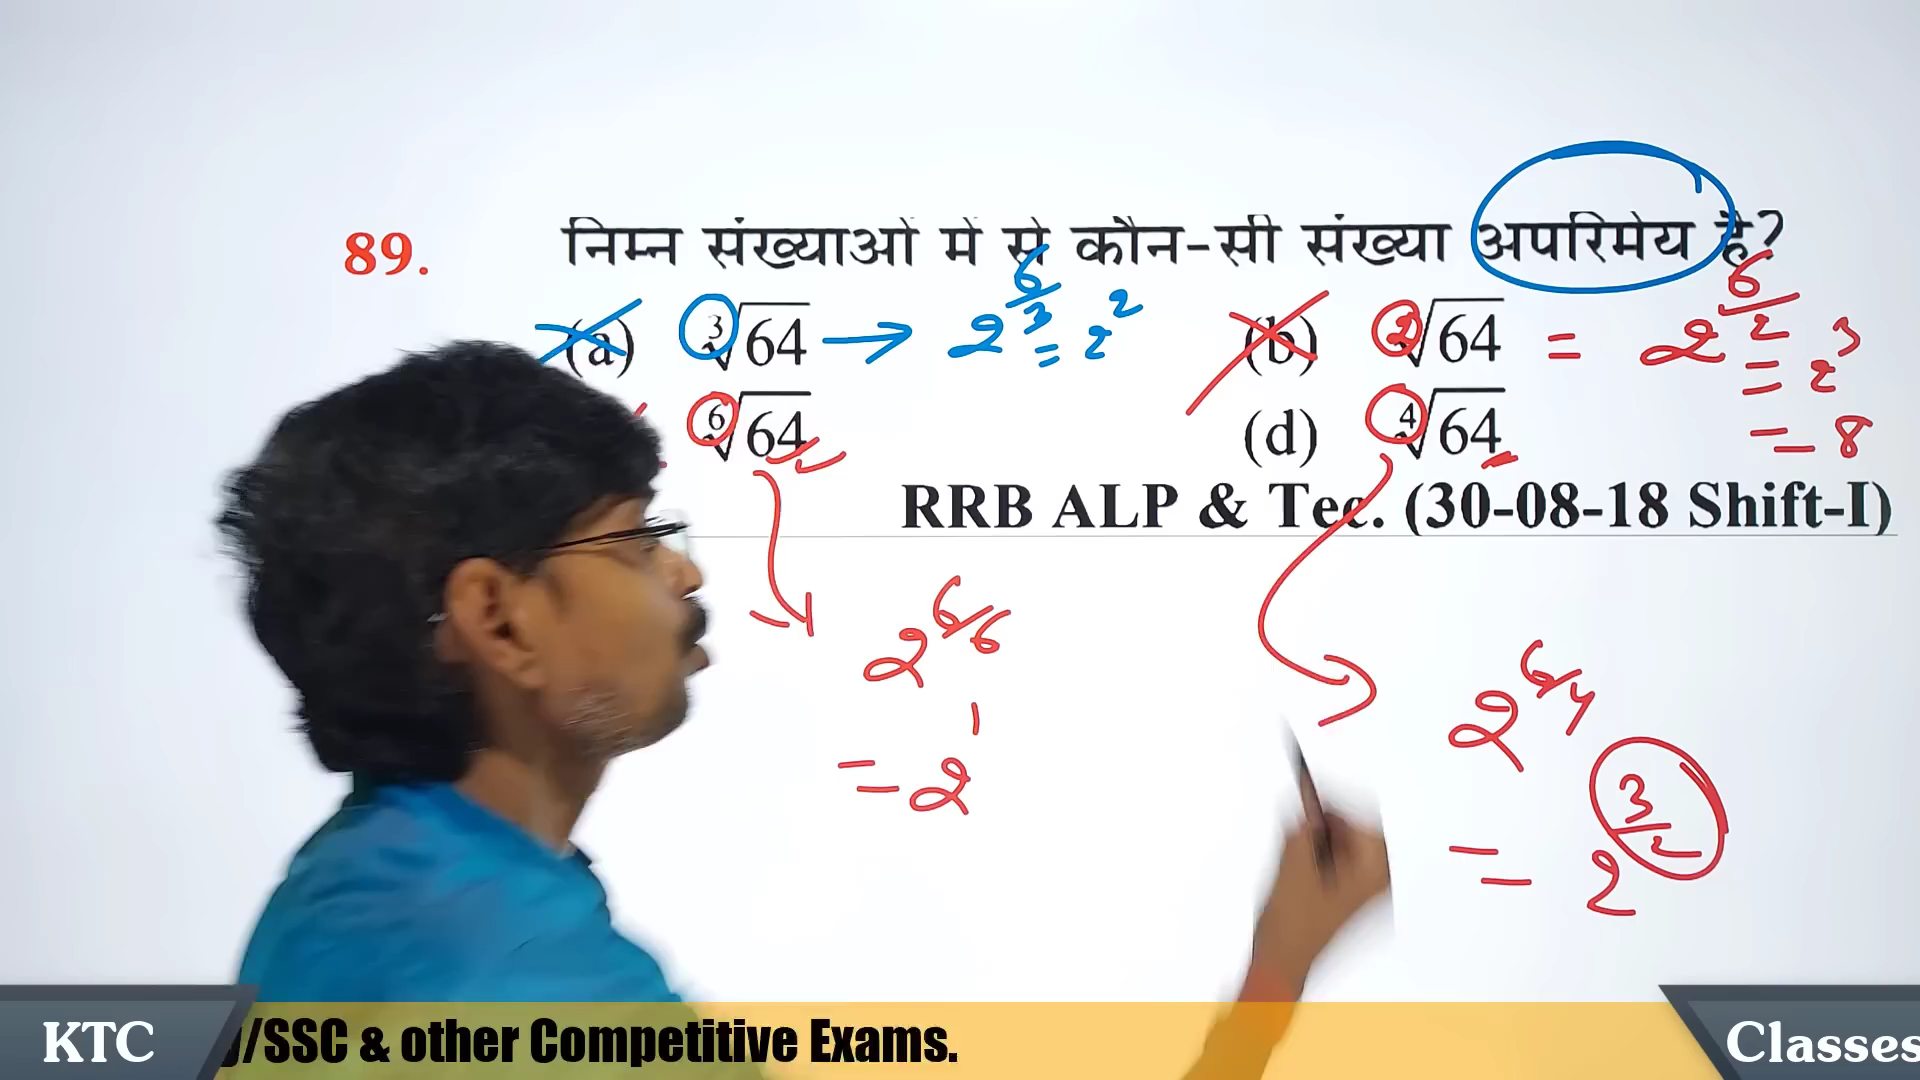 89. निम्न संख्याओं में से कौन-सी संख्या अपरिमेय है?
(a) ∛64 → 2^6/3 = 2^2 (b) ²√64 = 2^6/2 = 2^3 = 8
⁶√64 (d) ⁴√64
RRB ALP & Tec. (30-08-18 Shift-I)
2^6/6
= 2^1
2^6/4
= 2^3/2
KTC
/SSC & other Competitive Exams.
Classes